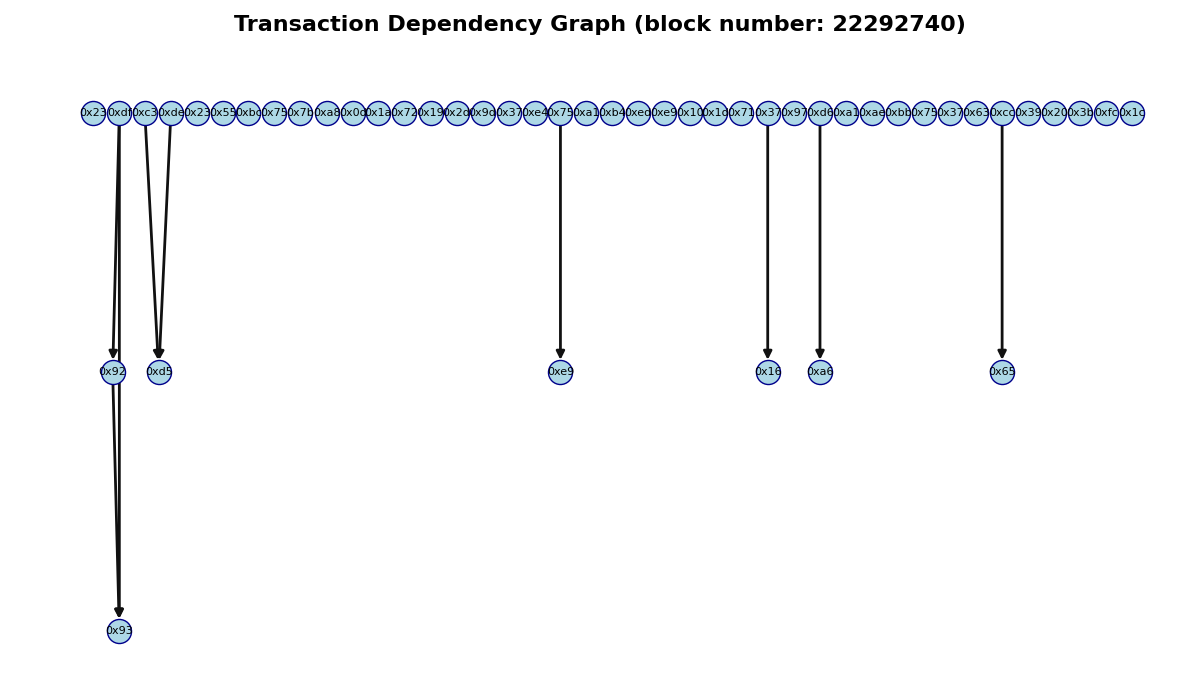 Transaction Dependency Graph (block number: 22292740)
0x23 0xdf 0xc3 0xde 0x23 0x55 0xbc 0x75 0x7b 0xa8 0x0d 0x1a 0x72 0x19 0x2d 0x9d 0x37 0xe4 0x75 0xa1 0xb4 0xed 0xe9 0x10 0x1d 0x71 0x37 0x97 0xd6 0xa1 0xae 0xbb 0x75 0x37 0x63 0xcc 0x39 0x20 0x3b 0xfc 0x1c
0x92 0xd5 0xe9 0x16 0xa6 0x65
0x93